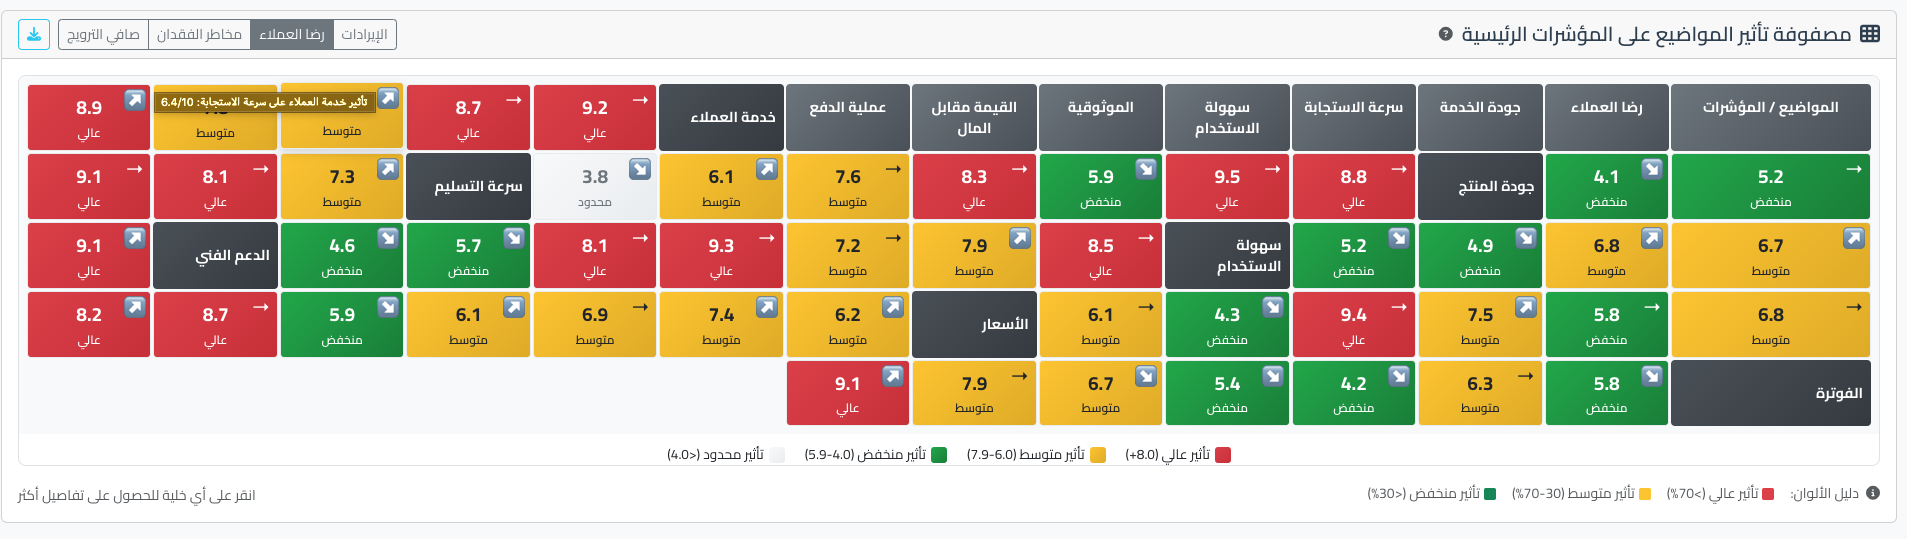 مصفوفة تأثير المواضيع على المؤشرات الرئيسية
الإيرادات رضا العملاء مخاطر الفقدان صافي الترويج
المواضيع / المؤشرات رضا العملاء جودة الخدمة سرعة الاستجابة سهولة الاستخدام الموثوقية القيمة مقابل المال عملية الدفع خدمة العملاء → 9.2 عالي → 8.7 عالي ↗ متوسط متوسط ↗ 8.9 عالي
تأثير خدمة العملاء على سرعة الاستجابة: 6.4/10
→ 5.2 منخفض ↘ 4.1 منخفض جودة المنتج → 8.8 عالي → 9.5 عالي ↘ 5.9 منخفض → 8.3 عالي → 7.6 متوسط ↗ 6.1 متوسط ↘ 3.8 محدود سرعة التسليم ↗ 7.3 متوسط → 8.1 عالي → 9.1 عالي
↗ 6.7 متوسط ↗ 6.8 متوسط ↘ 4.9 منخفض ↘ 5.2 منخفض سهولة الاستخدام → 8.5 عالي ↗ 7.9 متوسط → 7.2 متوسط → 9.3 عالي → 8.1 عالي ↘ 5.7 منخفض ↘ 4.6 منخفض الدعم الفني ↗ 9.1 عالي
→ 6.8 متوسط → 5.8 منخفض ↗ 7.5 متوسط → 9.4 عالي ↘ 4.3 منخفض → 6.1 متوسط الأسعار ↗ 6.2 متوسط ↗ 7.4 متوسط → 6.9 متوسط ↗ 6.1 متوسط ↘ 5.9 منخفض → 8.7 عالي ↗ 8.2 عالي
الفوترة ↘ 5.8 منخفض → 6.3 متوسط ↘ 4.2 منخفض ↘ 5.4 منخفض ↘ 6.7 متوسط → 7.9 متوسط ↗ 9.1 عالي
تأثير عالي (8.0+) تأثير متوسط (6.0-7.9) تأثير منخفض (4.0-5.9) تأثير محدود (<4.0)
دليل الألوان: تأثير عالي (>70%) تأثير متوسط (30-70%) تأثير منخفض (<30%)
انقر على أي خلية للحصول على تفاصيل أكثر